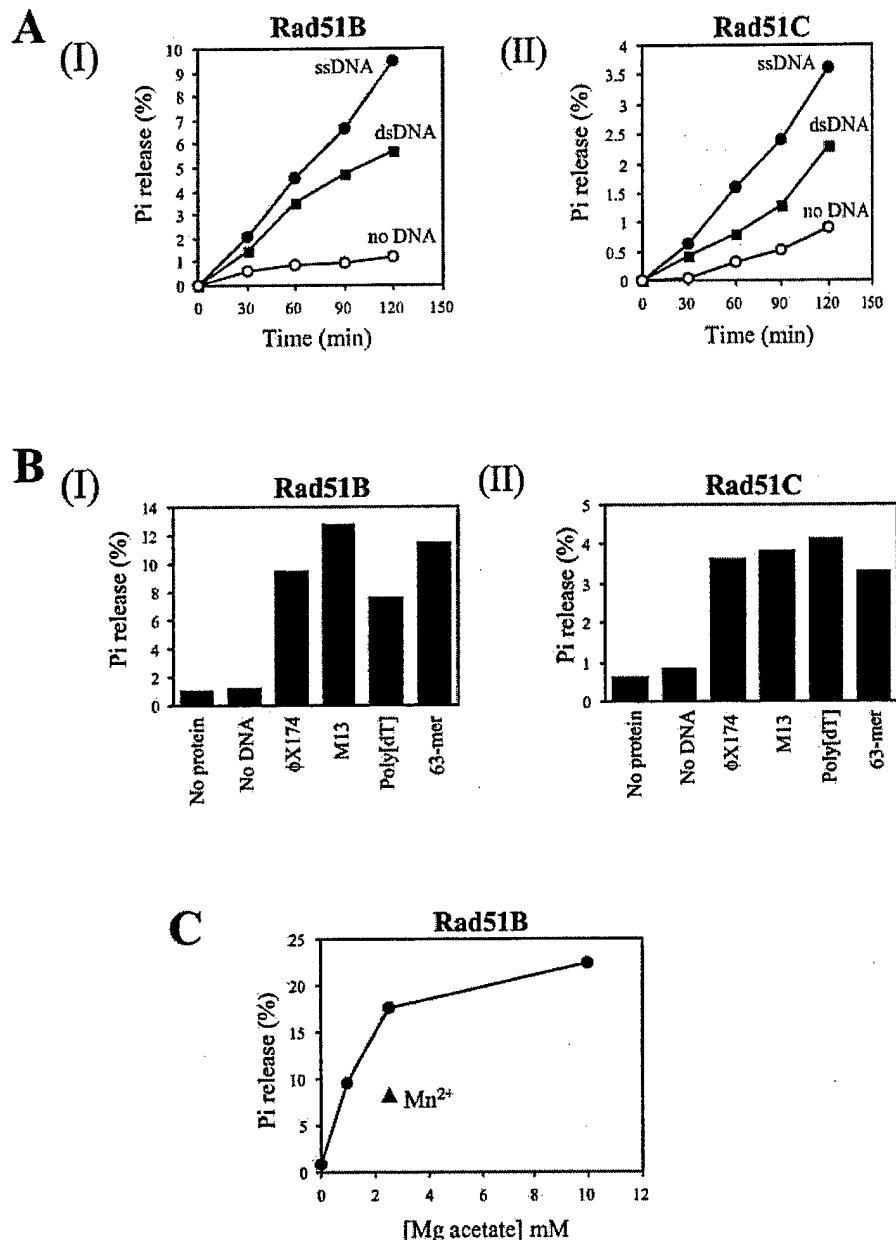 A
(I)
Rad51B
Pi release (%)
10
9
8
7
6
5
4
3
2
1
0
ssDNA
dsDNA
no DNA
0 30 60 90 120 150
Time (min)
(II)
Rad51C
Pi release (%)
4
3.5
3
2.5
2
1.5
1
0.5
0
ssDNA
dsDNA
no DNA
0 30 60 90 120 150
Time (min)
B
(I)
Rad51B
Pi release (%)
14
12
10
8
6
4
2
0
No protein
No DNA
ϕX174
M13
Poly[dT]
63-mer
(II)
Rad51C
Pi release (%)
5
4
3
2
1
0
No protein
No DNA
ϕX174
M13
Poly[dT]
63-mer
C
Rad51B
Pi release (%)
25
20
15
10
5
0
Mn²⁺
0 2 4 6 8 10 12
[Mg acetate] mM